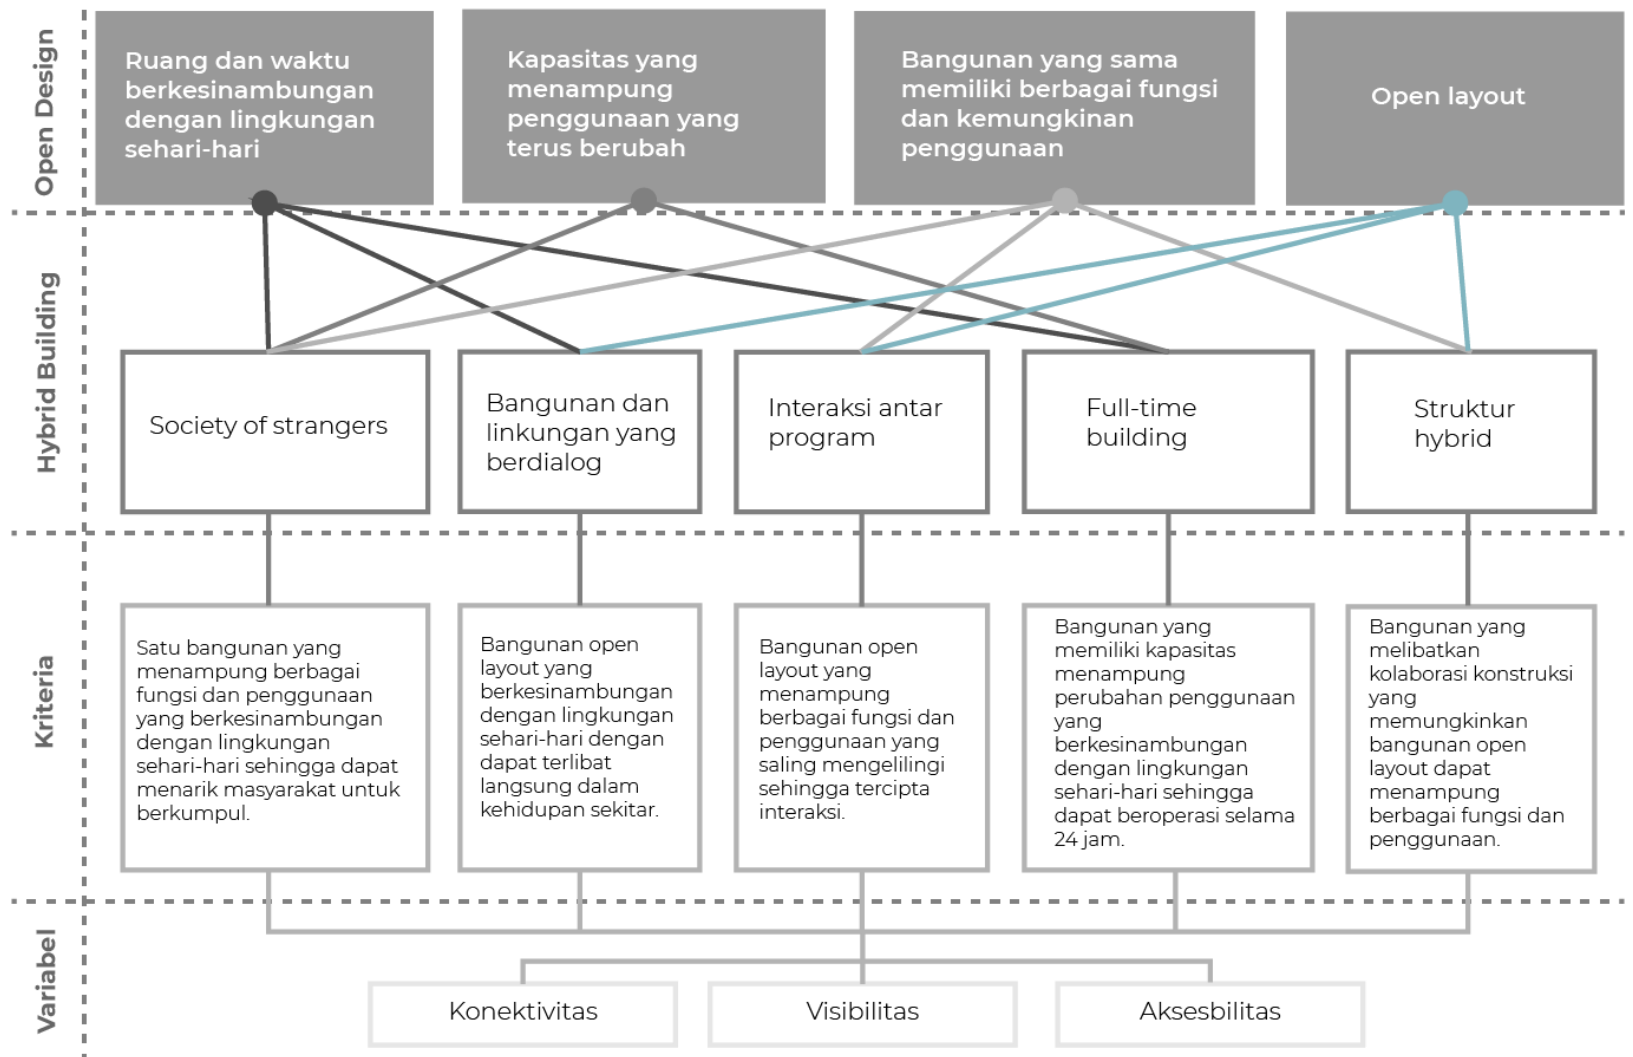 Open Design
Ruang dan waktu
berkesinambungan
dengan lingkungan
sehari-hari
Kapasitas yang
menampung
penggunaan yang
terus berubah
Bangunan yang sama
memiliki berbagai fungsi
dan kemungkinan
penggunaan
Open layout
Hybrid Building
Society of strangers
Bangunan dan
linkungan yang
berdialog
Interaksi antar
program
Full-time
building
Struktur
hybrid
Kriteria
Satu bangunan yang
menampung berbagai
fungsi dan penggunaan
yang berkesinambungan
dengan lingkungan
sehari-hari sehingga dapat
menarik masyarakat untuk
berkumpul.
Bangunan open
layout yang
berkesinambungan
dengan lingkungan
sehari-hari dengan
dapat terlibat
langsung dalam
kehidupan sekitar.
Bangunan open
layout yang
menampung
berbagai fungsi dan
penggunaan yang
saling mengelilingi
sehingga tercipta
interaksi.
Bangunan yang
memiliki kapasitas
menampung
perubahan penggunaan
yang
berkesinambungan
dengan lingkungan
sehari-hari sehingga
dapat beroperasi selama
24 jam.
Bangunan yang
melibatkan
kolaborasi konstruksi
yang
memungkinkan
bangunan open
layout dapat
menampung
berbagai fungsi dan
penggunaan.
Variabel
Konektivitas
Visibilitas
Aksesbilitas